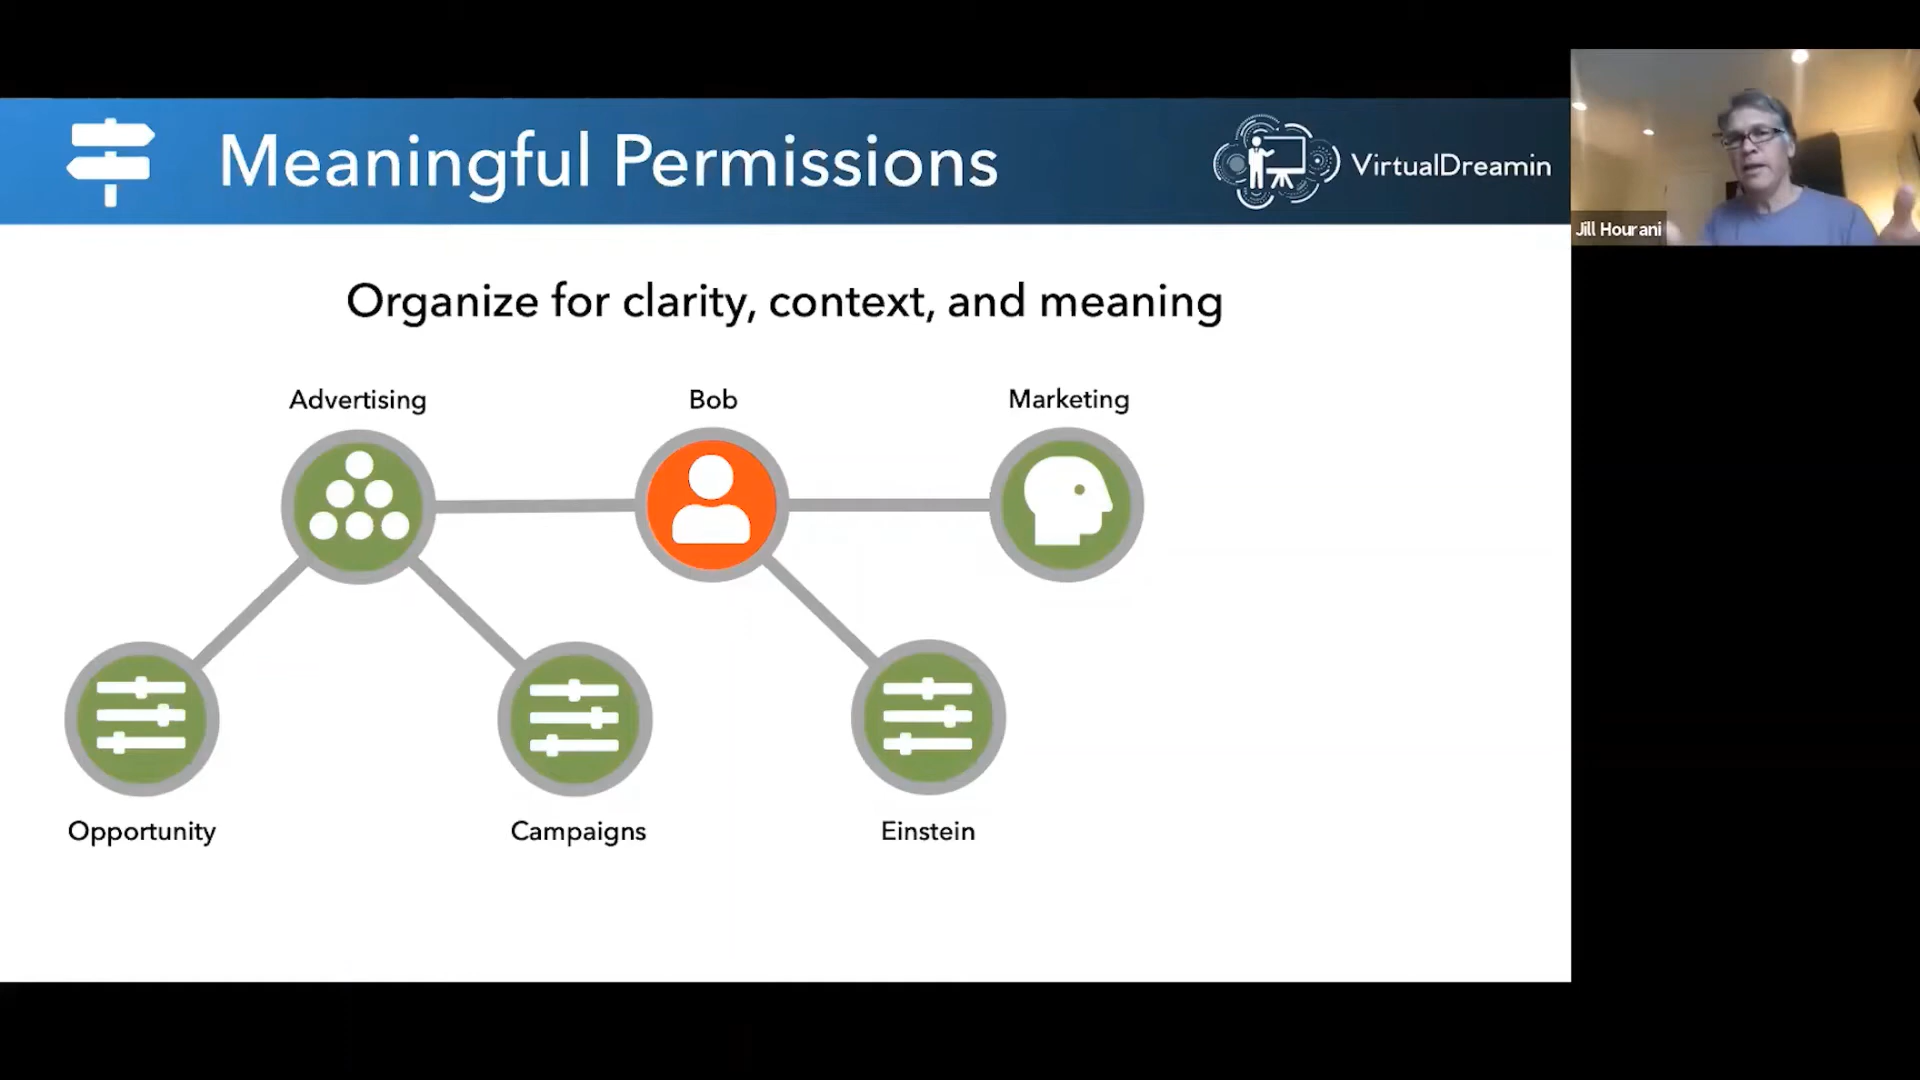 Meaningful Permissions
VirtualDreamin
Jill Hourani
Organize for clarity, context, and meaning
Advertising
Bob
Marketing
Opportunity
Campaigns
Einstein